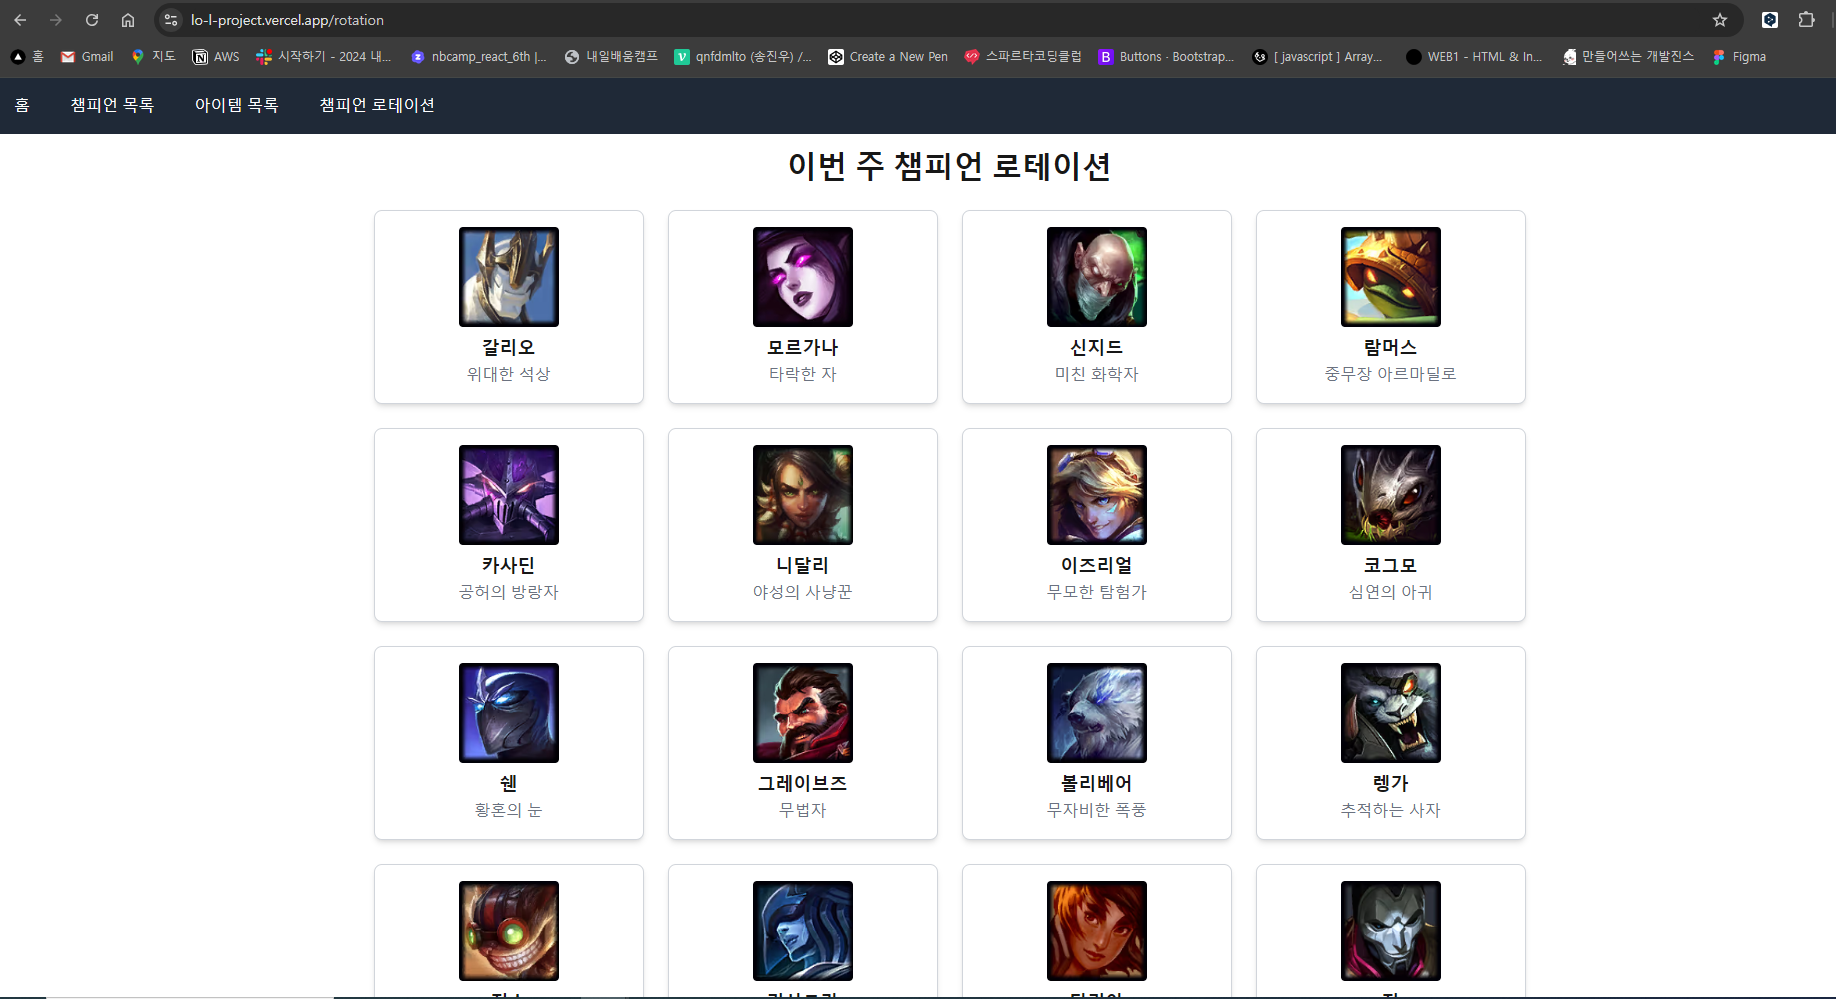 lo-l-project.vercel.app/rotation
홈 Gmail 지도 AWS 시작하기 - 2024 내... nbcamp_react_6th |... 내일배움캠프 qnfdmlto (송진우) /... Create a New Pen 스파르타코딩클럽 Buttons · Bootstrap... [ javascript ] Array... WEB1 - HTML & In... 만들어쓰는 개발진스 Figma
홈 챔피언 목록 아이템 목록 챔피언 로테이션
이번 주 챔피언 로테이션
갈리오
위대한 석상
모르가나
타락한 자
신지드
미친 화학자
람머스
중무장 아르마딜로
카사딘
공허의 방랑자
니달리
야성의 사냥꾼
이즈리얼
무모한 탐험가
코그모
심연의 아귀
쉔
황혼의 눈
그레이브즈
무법자
볼리베어
무자비한 폭풍
렝가
추적하는 사자